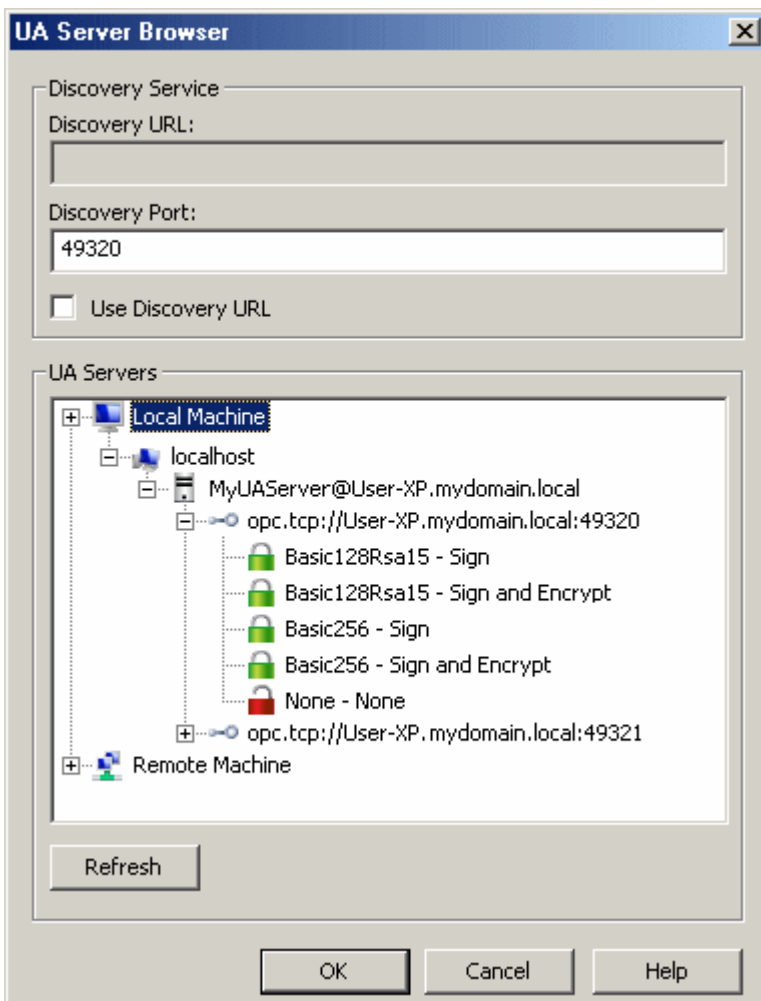 UA Server Browser
Discovery Service
Discovery URL:
Discovery Port:
49320
Use Discovery URL
UA Servers
Local Machine
localhost
MyUAServer@User-XP.mydomain.local
opc.tcp://User-XP.mydomain.local:49320
Basic128Rsa15 - Sign
Basic128Rsa15 - Sign and Encrypt
Basic256 - Sign
Basic256 - Sign and Encrypt
None - None
opc.tcp://User-XP.mydomain.local:49321
Remote Machine
Refresh
OK Cancel Help